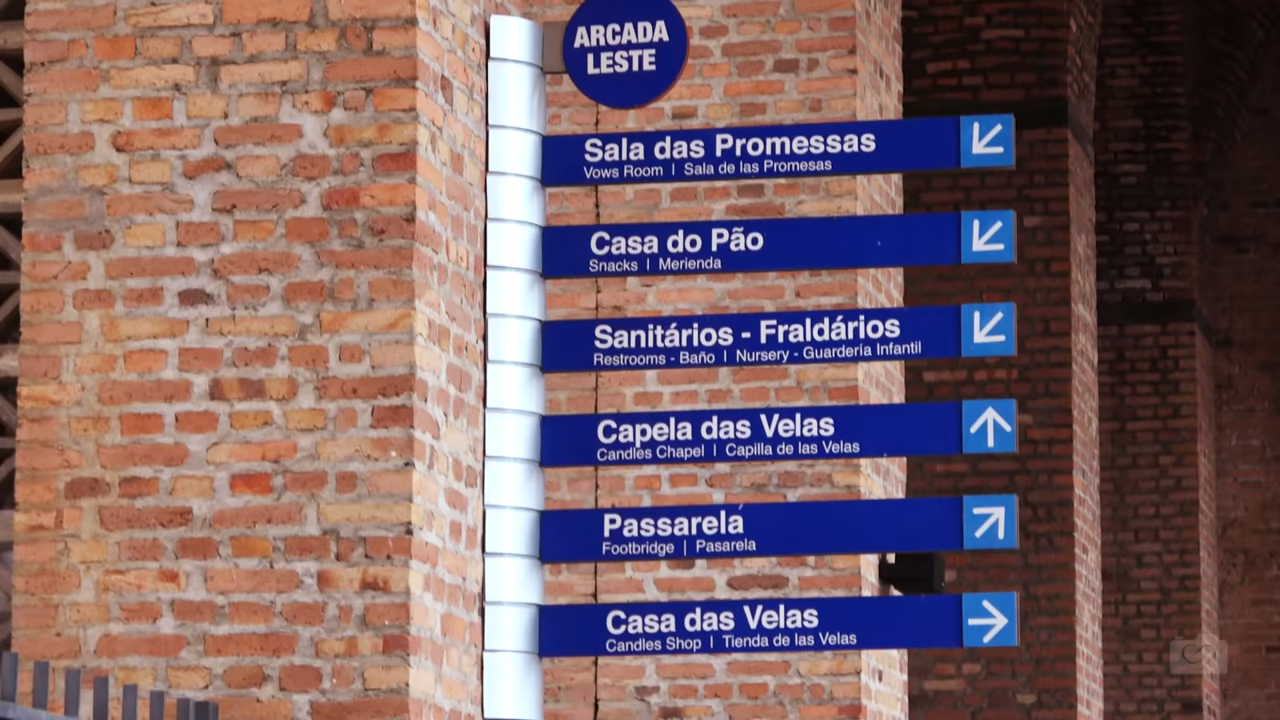 ARCADA
LESTE
Sala das Promessas
Vows Room | Sala de las Promesas
Casa do Pão
Snacks | Merienda
Sanitários - Fraldários
Restrooms - Baño | Nursery - Guardería Infantil
Capela das Velas
Candles Chapel | Capilla de las Velas
Passarela
Footbridge | Pasarela
Casa das Velas
Candles Shop | Tienda de las Velas